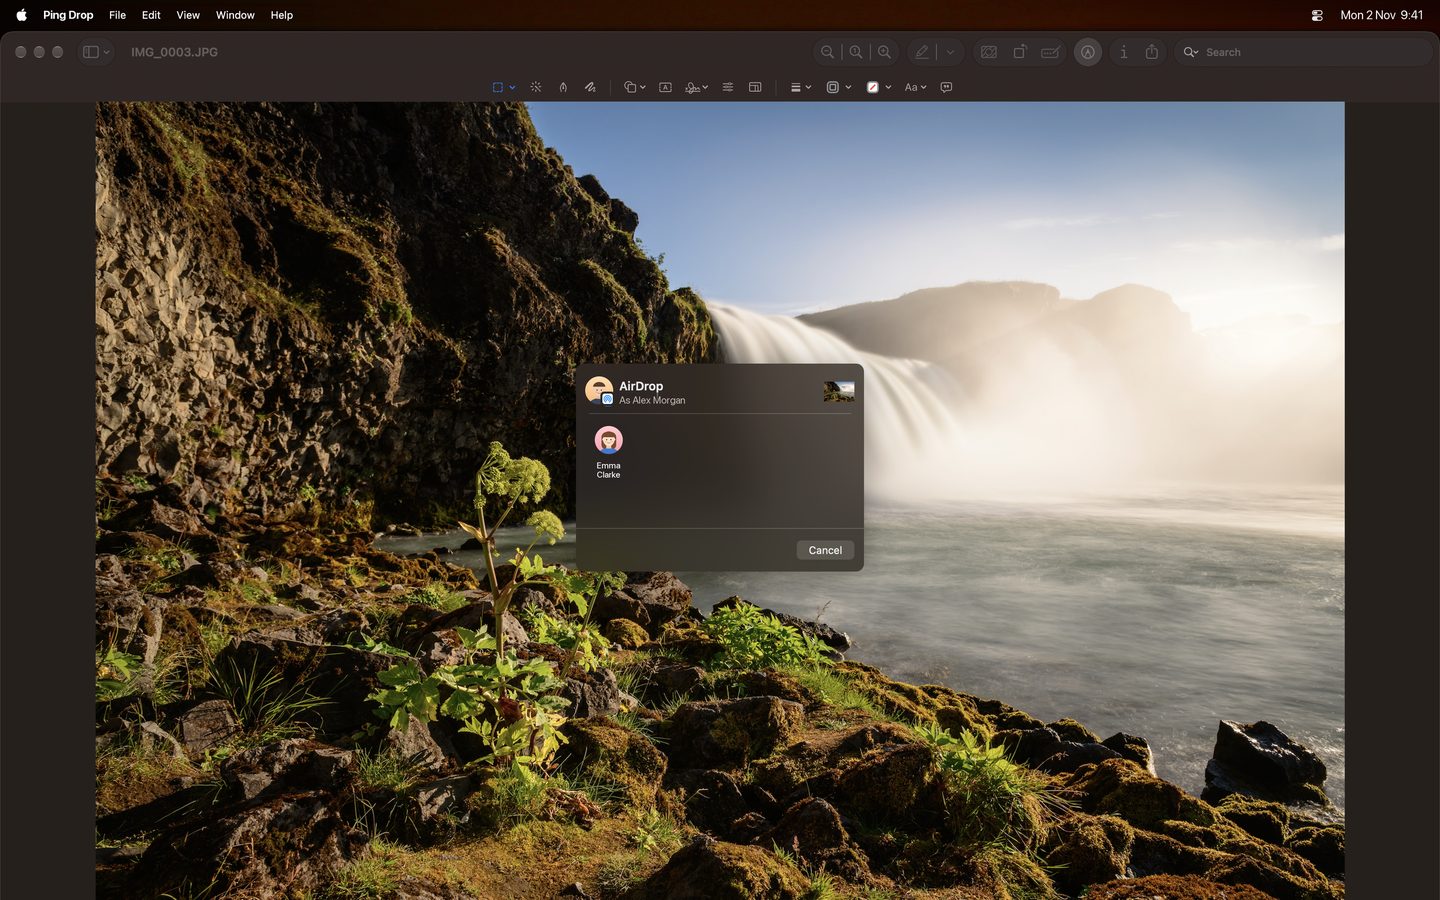 Ping Drop File Edit View Window Help Mon 2 Nov 9:41
IMG_0003.JPG Search
Aa
AirDrop
As Alex Morgan
Emma
Clarke
Cancel